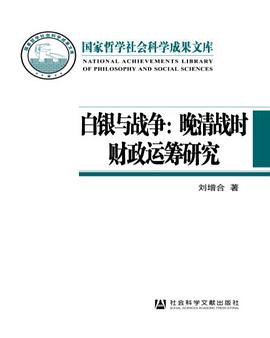 国家哲学社会科学成果文库
NATIONAL ACHIEVEMENTS LIBRARY
OF PHILOSOPHY AND SOCIAL SCIENCES
白银与战争：晚清战时
财政运筹研究
刘增合 著
社会科学文献出版社
SOCIAL SCIENCES ACADEMIC PRESS (CHINA)